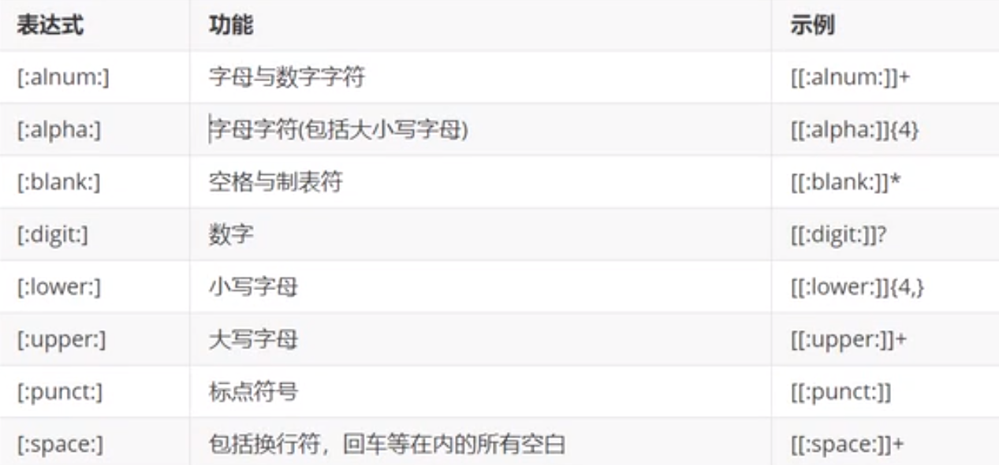 表达式 功能 示例
[:alnum:] 字母与数字字符 [[:alnum:]]+
[:alpha:] 字母字符(包括大小写字母) [[:alpha:]]{4}
[:blank:] 空格与制表符 [[:blank:]]*
[:digit:] 数字 [[:digit:]]?
[:lower:] 小写字母 [[:lower:]]{4,}
[:upper:] 大写字母 [[:upper:]]+
[:punct:] 标点符号 [[:punct:]]
[:space:] 包括换行符，回车等在内的所有空白 [[:space:]]+